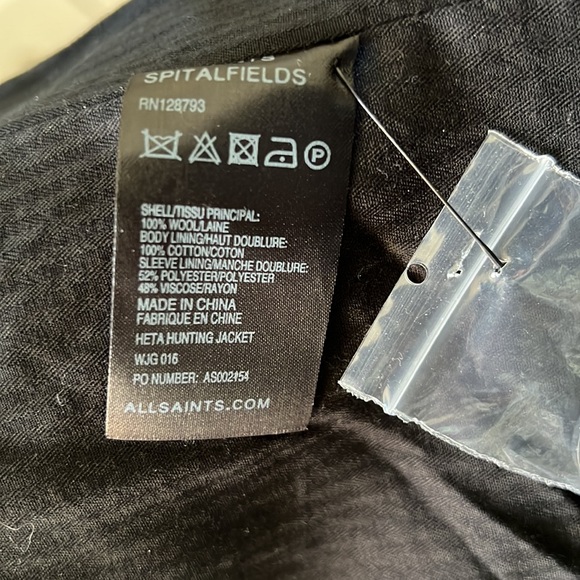 SPITALFIELDS
RN128793
P
SHELL/TISSU PRINCIPAL:
100% WOOL/LAINE
BODY LINING/HAUT DOUBLURE:
100% COTTON/COTON
SLEEVE LINING/MANCHE DOUBLURE:
52% POLYESTER/POLYESTER
48% VISCOSE/RAYON
MADE IN CHINA
FABRIQUE EN CHINE
HETA HUNTING JACKET
WJG 016
PO NUMBER: AS002154
ALLSAINTS.COM